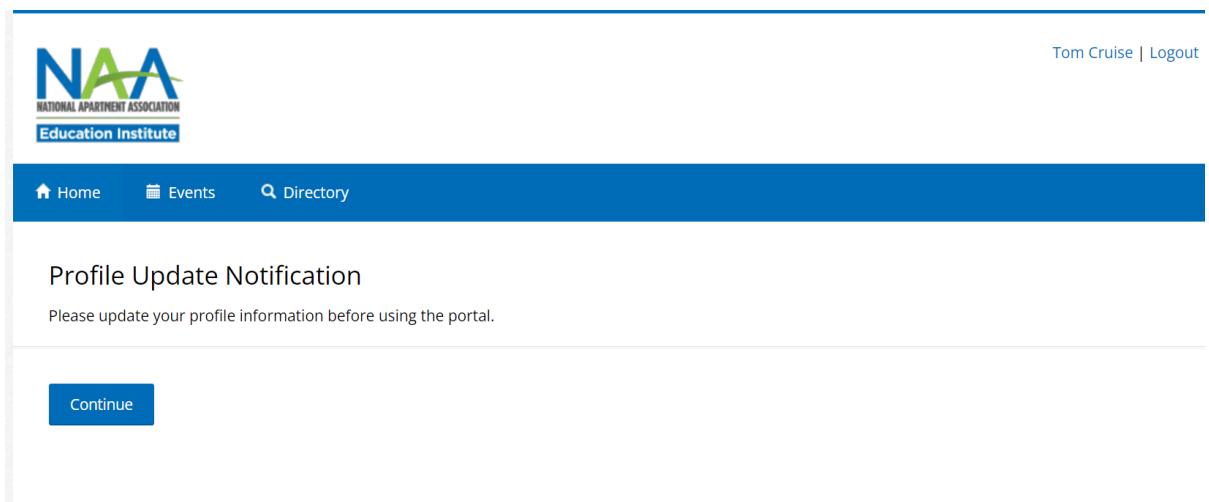 NAA
NATIONAL APARTMENT ASSOCIATION
Education Institute
Tom Cruise | Logout
Home Events Directory
Profile Update Notification
Please update your profile information before using the portal.
Continue